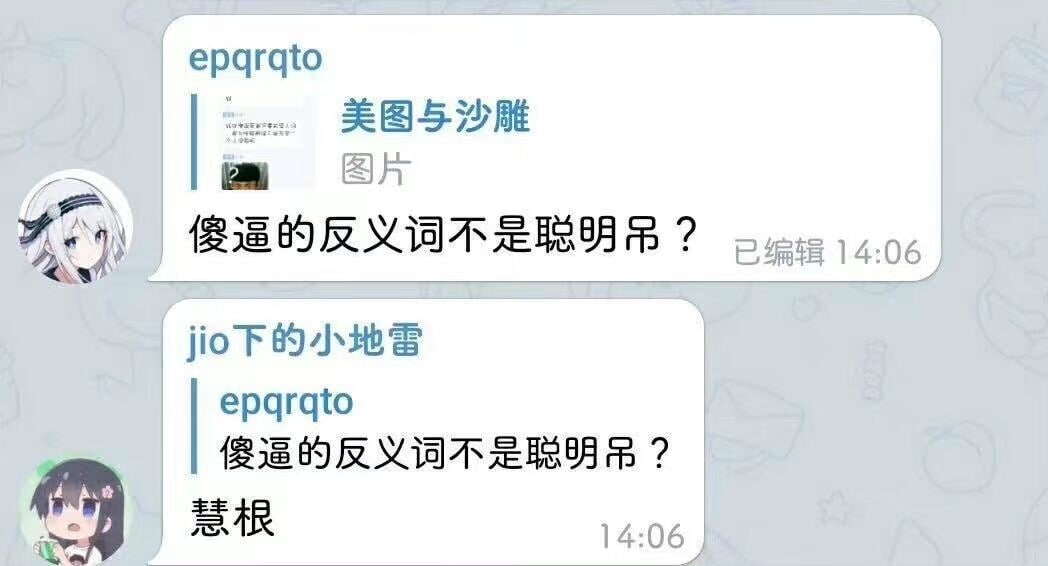 epqrqto
美图与沙雕
图片
傻逼的反义词不是聪明吊？
已编辑 14:06
jio下的小地雷
epqrqto
傻逼的反义词不是聪明吊？
慧根
14:06